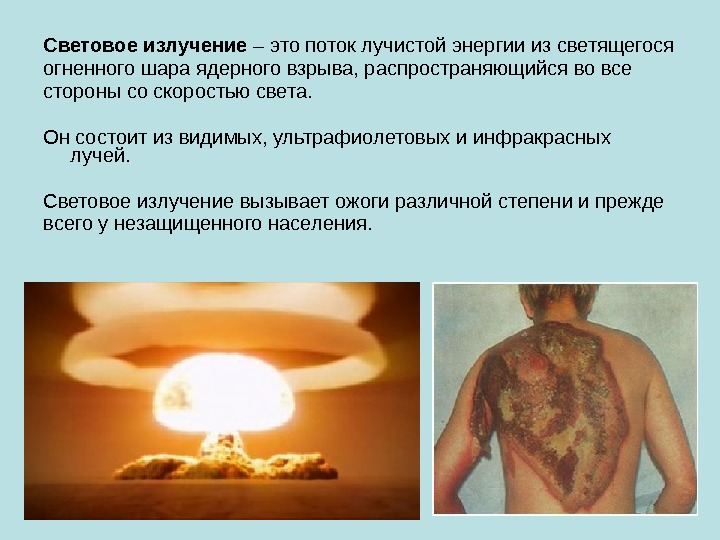 Световое излучение – это поток лучистой энергии из светящегося
огненного шара ядерного взрыва, распространяющийся во все
стороны со скоростью света.
Он состоит из видимых, ультрафиолетовых и инфракрасных
лучей.
Световое излучение вызывает ожоги различной степени и прежде
всего у незащищенного населения.